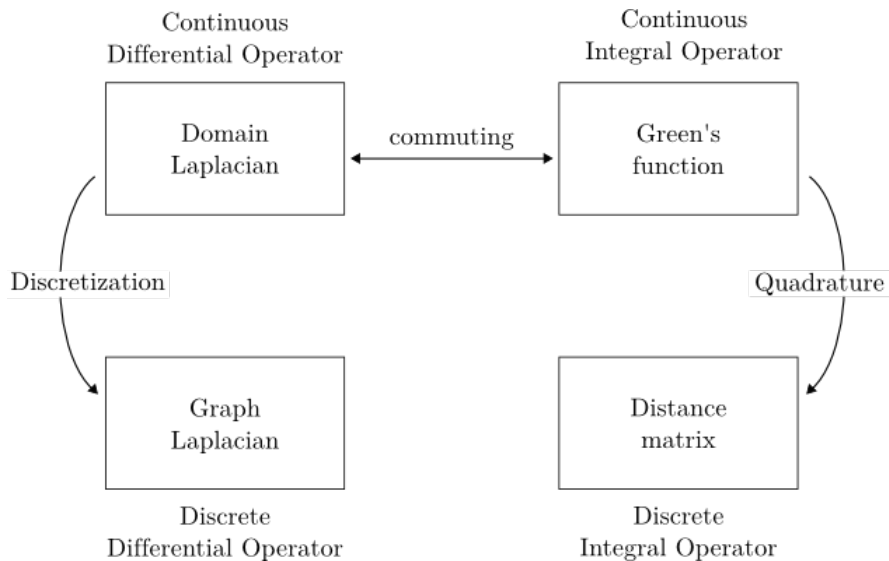 Continuous
Differential Operator
Continuous
Integral Operator
Domain
Laplacian
commuting
Green's
function
Discretization
Quadrature
Graph
Laplacian
Distance
matrix
Discrete
Differential Operator
Discrete
Integral Operator